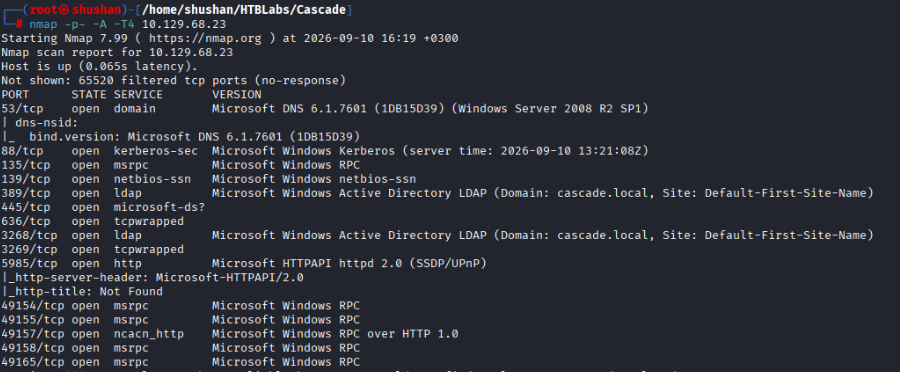 ┌──(root㉿shushan)-[/home/shushan/HTBLabs/Cascade]
└─# nmap -p- -A -T4 10.129.68.23
Starting Nmap 7.99 ( https://nmap.org ) at 2026-09-10 16:19 +0300
Nmap scan report for 10.129.68.23
Host is up (0.065s latency).
Not shown: 65520 filtered tcp ports (no-response)
PORT      STATE SERVICE      VERSION
53/tcp    open  domain       Microsoft DNS 6.1.7601 (1DB15D39) (Windows Server 2008 R2 SP1)
| dns-nsid:
|_  bind.version: Microsoft DNS 6.1.7601 (1DB15D39)
88/tcp    open  kerberos-sec Microsoft Windows Kerberos (server time: 2026-09-10 13:21:08Z)
135/tcp   open  msrpc        Microsoft Windows RPC
139/tcp   open  netbios-ssn  Microsoft Windows netbios-ssn
389/tcp   open  ldap         Microsoft Windows Active Directory LDAP (Domain: cascade.local, Site: Default-First-Site-Name)
445/tcp   open  microsoft-ds?
636/tcp   open  tcpwrapped
3268/tcp  open  ldap         Microsoft Windows Active Directory LDAP (Domain: cascade.local, Site: Default-First-Site-Name)
3269/tcp  open  tcpwrapped
5985/tcp  open  http         Microsoft HTTPAPI httpd 2.0 (SSDP/UPnP)
|_http-server-header: Microsoft-HTTPAPI/2.0
|_http-title: Not Found
49154/tcp open  msrpc        Microsoft Windows RPC
49155/tcp open  msrpc        Microsoft Windows RPC
49157/tcp open  ncacn_http   Microsoft Windows RPC over HTTP 1.0
49158/tcp open  msrpc        Microsoft Windows RPC
49165/tcp open  msrpc        Microsoft Windows RPC